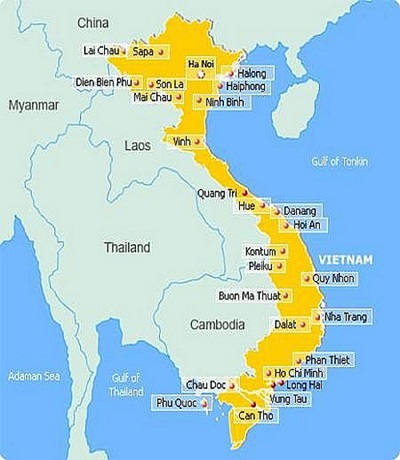 China
Lai Chau
Sapa
Ha Noi
Halong
Dien Bien Phu
Son La
Haiphong
Mai Chau
Ninh Binh
Myanmar
Vinh
Laos
Gulf of Tonkin
Quang Tri
Hue
Danang
Hoi An
Thailand
Kontum
VIETNAM
Pleiku
Quy Nhon
Buon Ma Thuat
Nha Trang
Cambodia
Dalat
Phan Thiet
Ho Chi Minh
Adaman Sea
Gulf of
Thailand
Chau Doc
Long Hai
Phu Quoc
Vung Tau
Can Tho